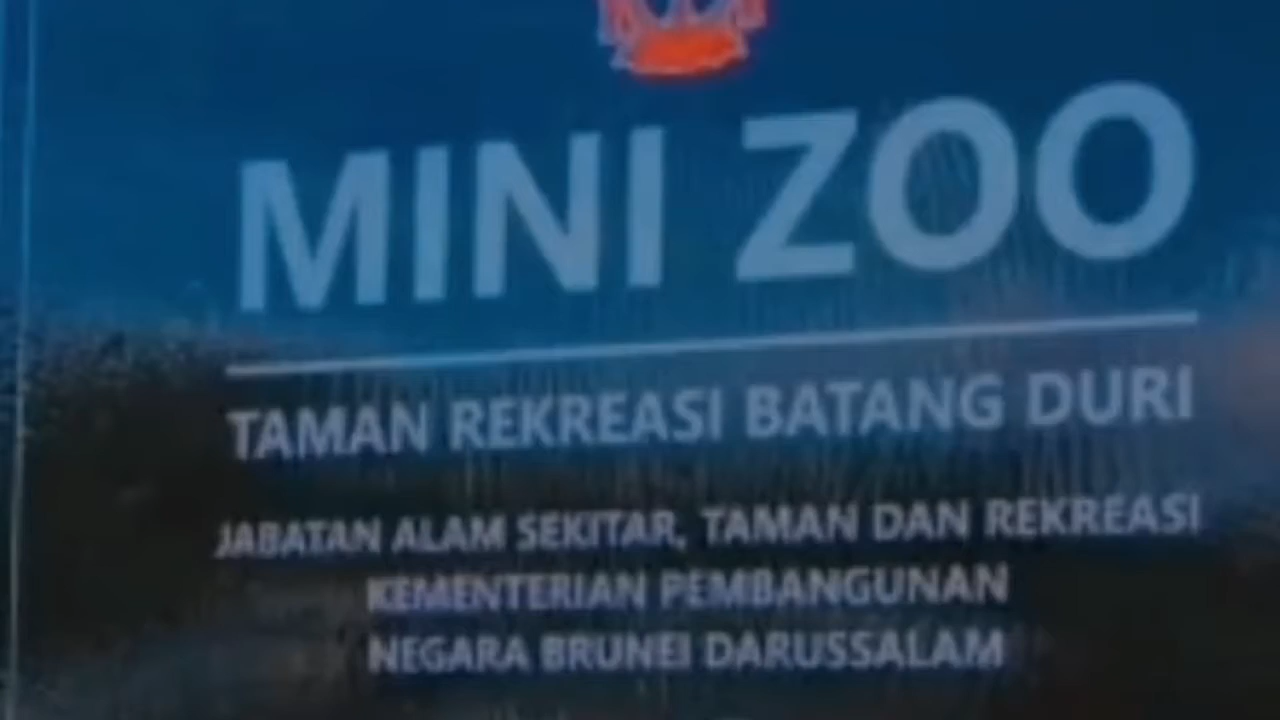 MINI ZOO
TAMAN REKREASI BATANG DURI
JABATAN ALAM SEKITAR, TAMAN DAN REKREASI
KEMENTERIAN PEMBANGUNAN
NEGARA BRUNEI DARUSSALAM